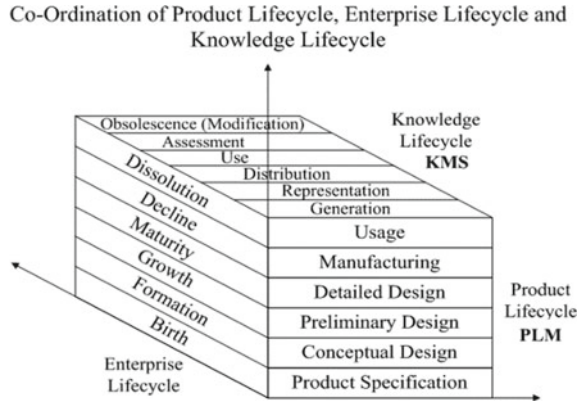 Co-Ordination of Product Lifecycle, Enterprise Lifecycle and
Knowledge Lifecycle
Obsolescence (Modification)
Assessment
Use
Distribution
Representation
Generation
Knowledge
Lifecycle
KMS
Dissolution
Decline
Maturity
Growth
Formation
Birth
Usage
Manufacturing
Detailed Design
Preliminary Design
Conceptual Design
Product Specification
Product
Lifecycle
PLM
Enterprise
Lifecycle